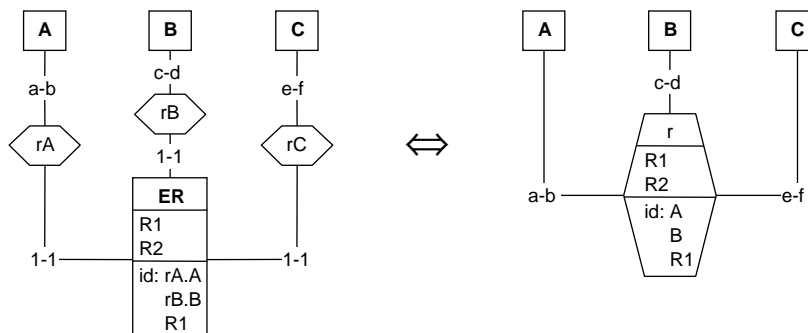 A
B
C
a-b
c-d
e-f
rA
rB
rC
1-1
ER
R1
R2
1-1
1-1
id: rA.A
rB.B
R1
⇔
A
B
C
c-d
r
R1
R2
a-b
e-f
id: A
B
R1